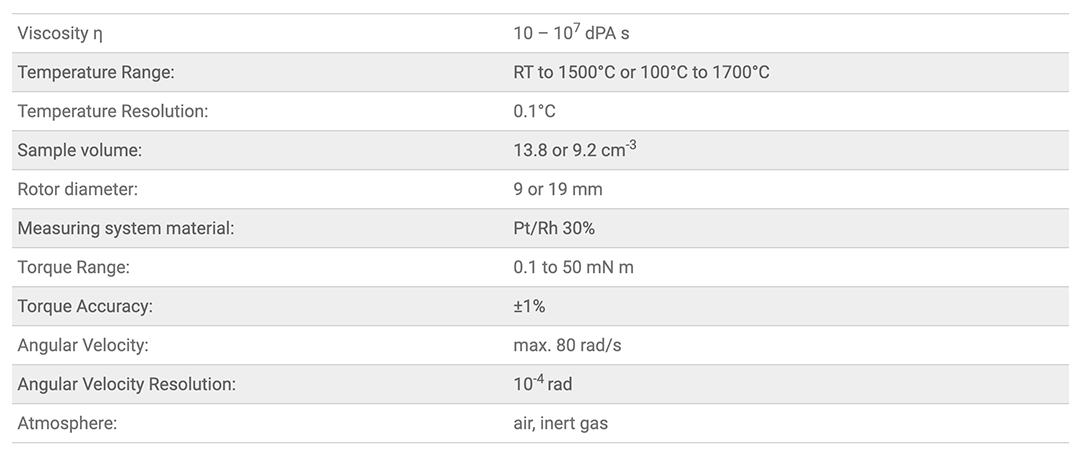 Viscosity η 10 – 10⁷ dPA s
Temperature Range: RT to 1500°C or 100°C to 1700°C
Temperature Resolution: 0.1°C
Sample volume: 13.8 or 9.2 cm⁻³
Rotor diameter: 9 or 19 mm
Measuring system material: Pt/Rh 30%
Torque Range: 0.1 to 50 mN m
Torque Accuracy: ±1%
Angular Velocity: max. 80 rad/s
Angular Velocity Resolution: 10⁻⁴ rad
Atmosphere: air, inert gas